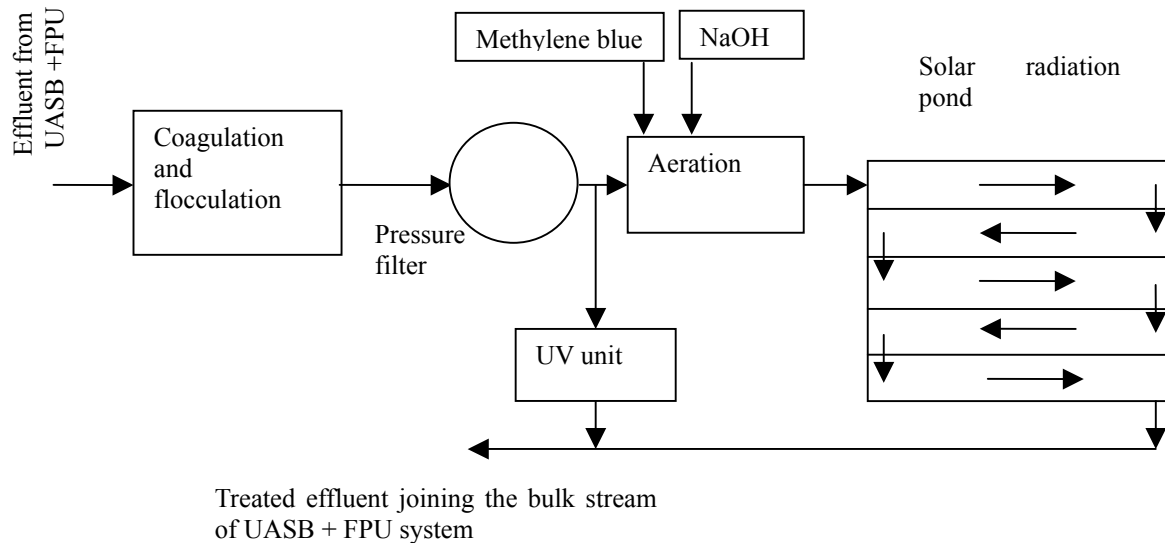 Effluent from
UASB +FPU
Coagulation
and
flocculation
Pressure
filter
Methylene blue
NaOH
Aeration
Solar radiation
pond
UV unit
Treated effluent joining the bulk stream
of UASB + FPU system